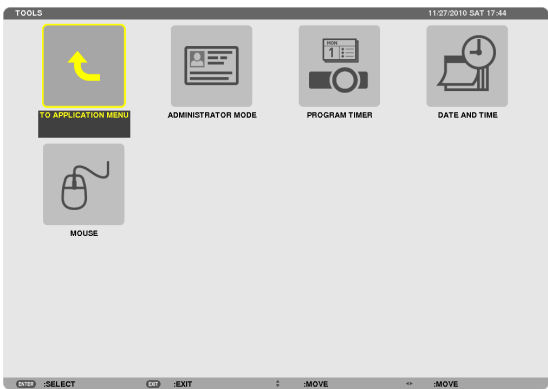 TOOLS 11/27/2010 SAT 17:44
MON
1
TO APPLICATION MENU ADMINISTRATOR MODE PROGRAM TIMER DATE AND TIME
MOUSE
ENTER :SELECT EXIT :EXIT :MOVE :MOVE